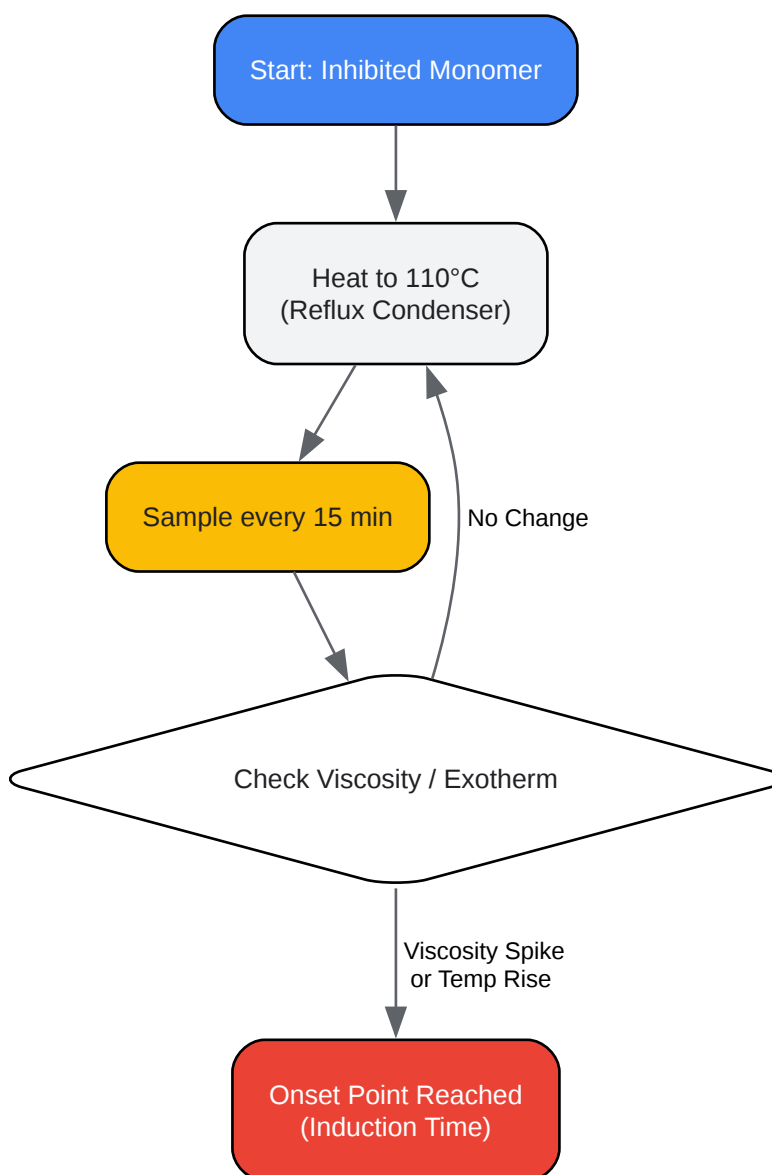 Start: Inhibited Monomer
Heat to 110°C
(Reflux Condenser)
Sample every 15 min
No Change
Check Viscosity / Exotherm
Viscosity Spike
or Temp Rise
Onset Point Reached
(Induction Time)